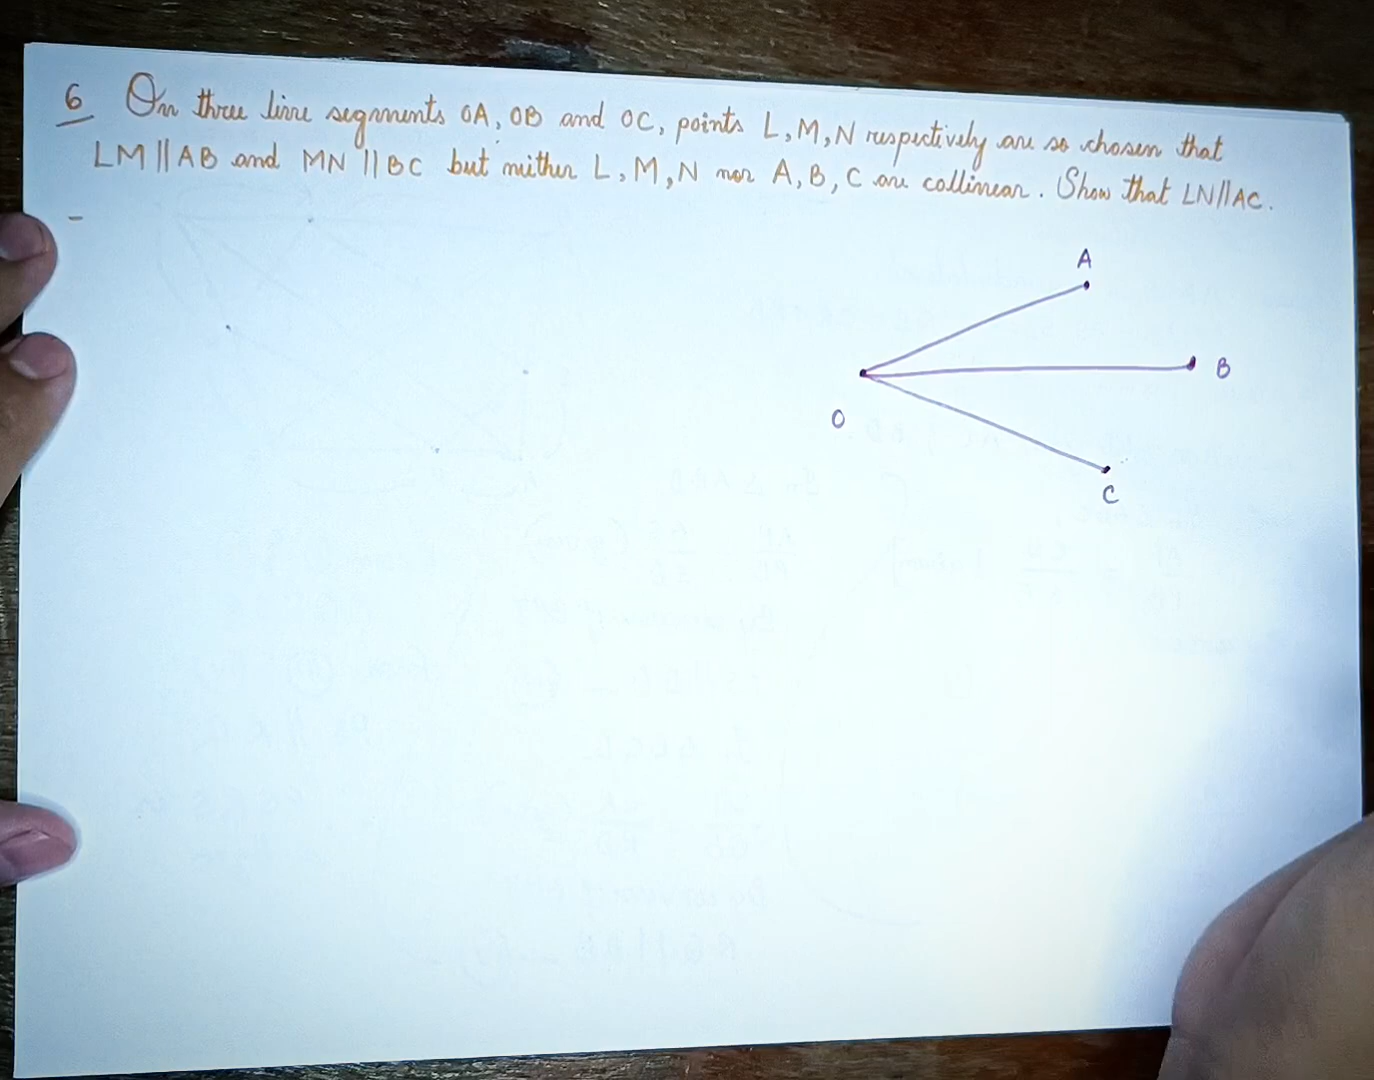 6 On three line segments OA, OB and OC, points L, M, N respectively are so chosen that
LM || AB and MN || BC but neither L, M, N nor A, B, C are collinear. Show that LN || AC.
A
B
O
C